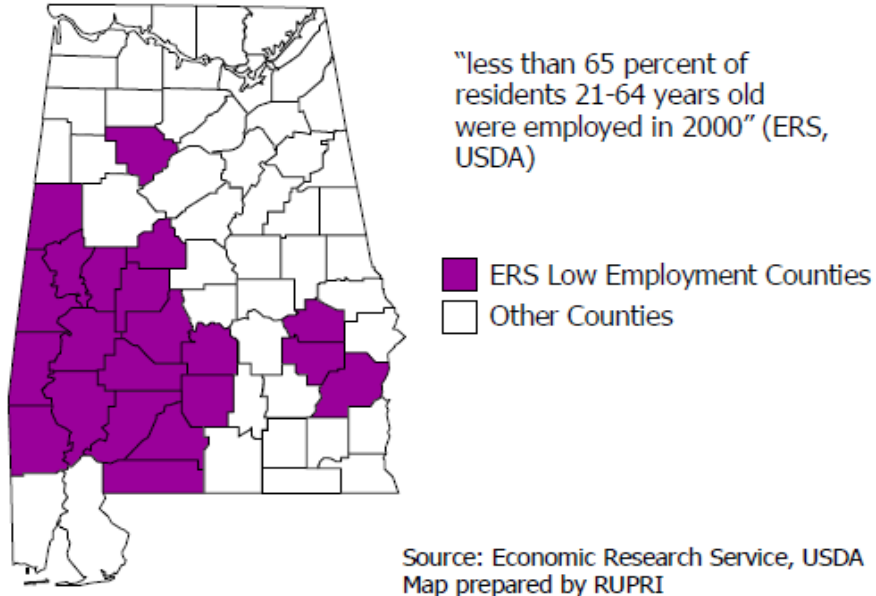 “less than 65 percent of
residents 21-64 years old
were employed in 2000” (ERS,
USDA)
ERS Low Employment Counties
Other Counties
Source: Economic Research Service, USDA
Map prepared by RUPRI